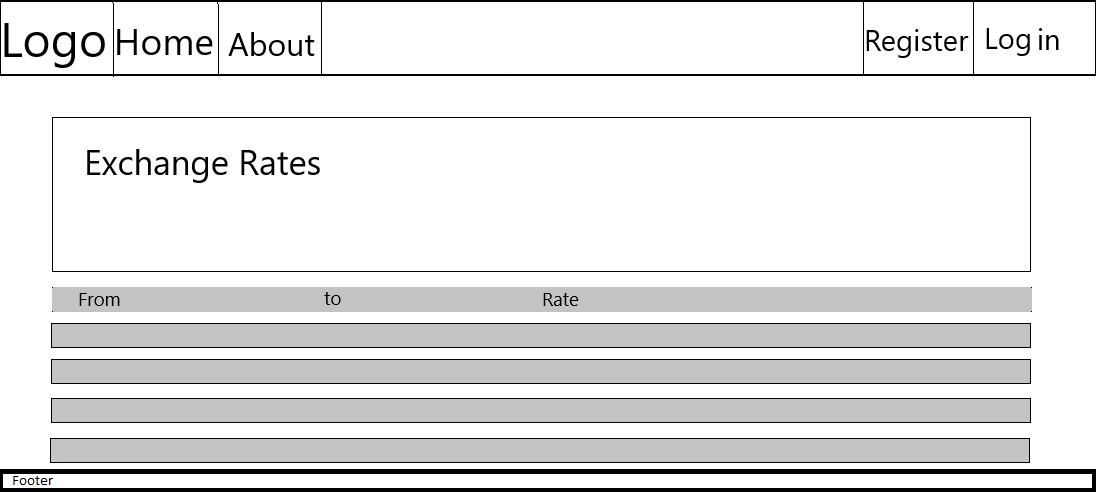 Logo Home About Register Log in
Exchange Rates
From to Rate
Footer